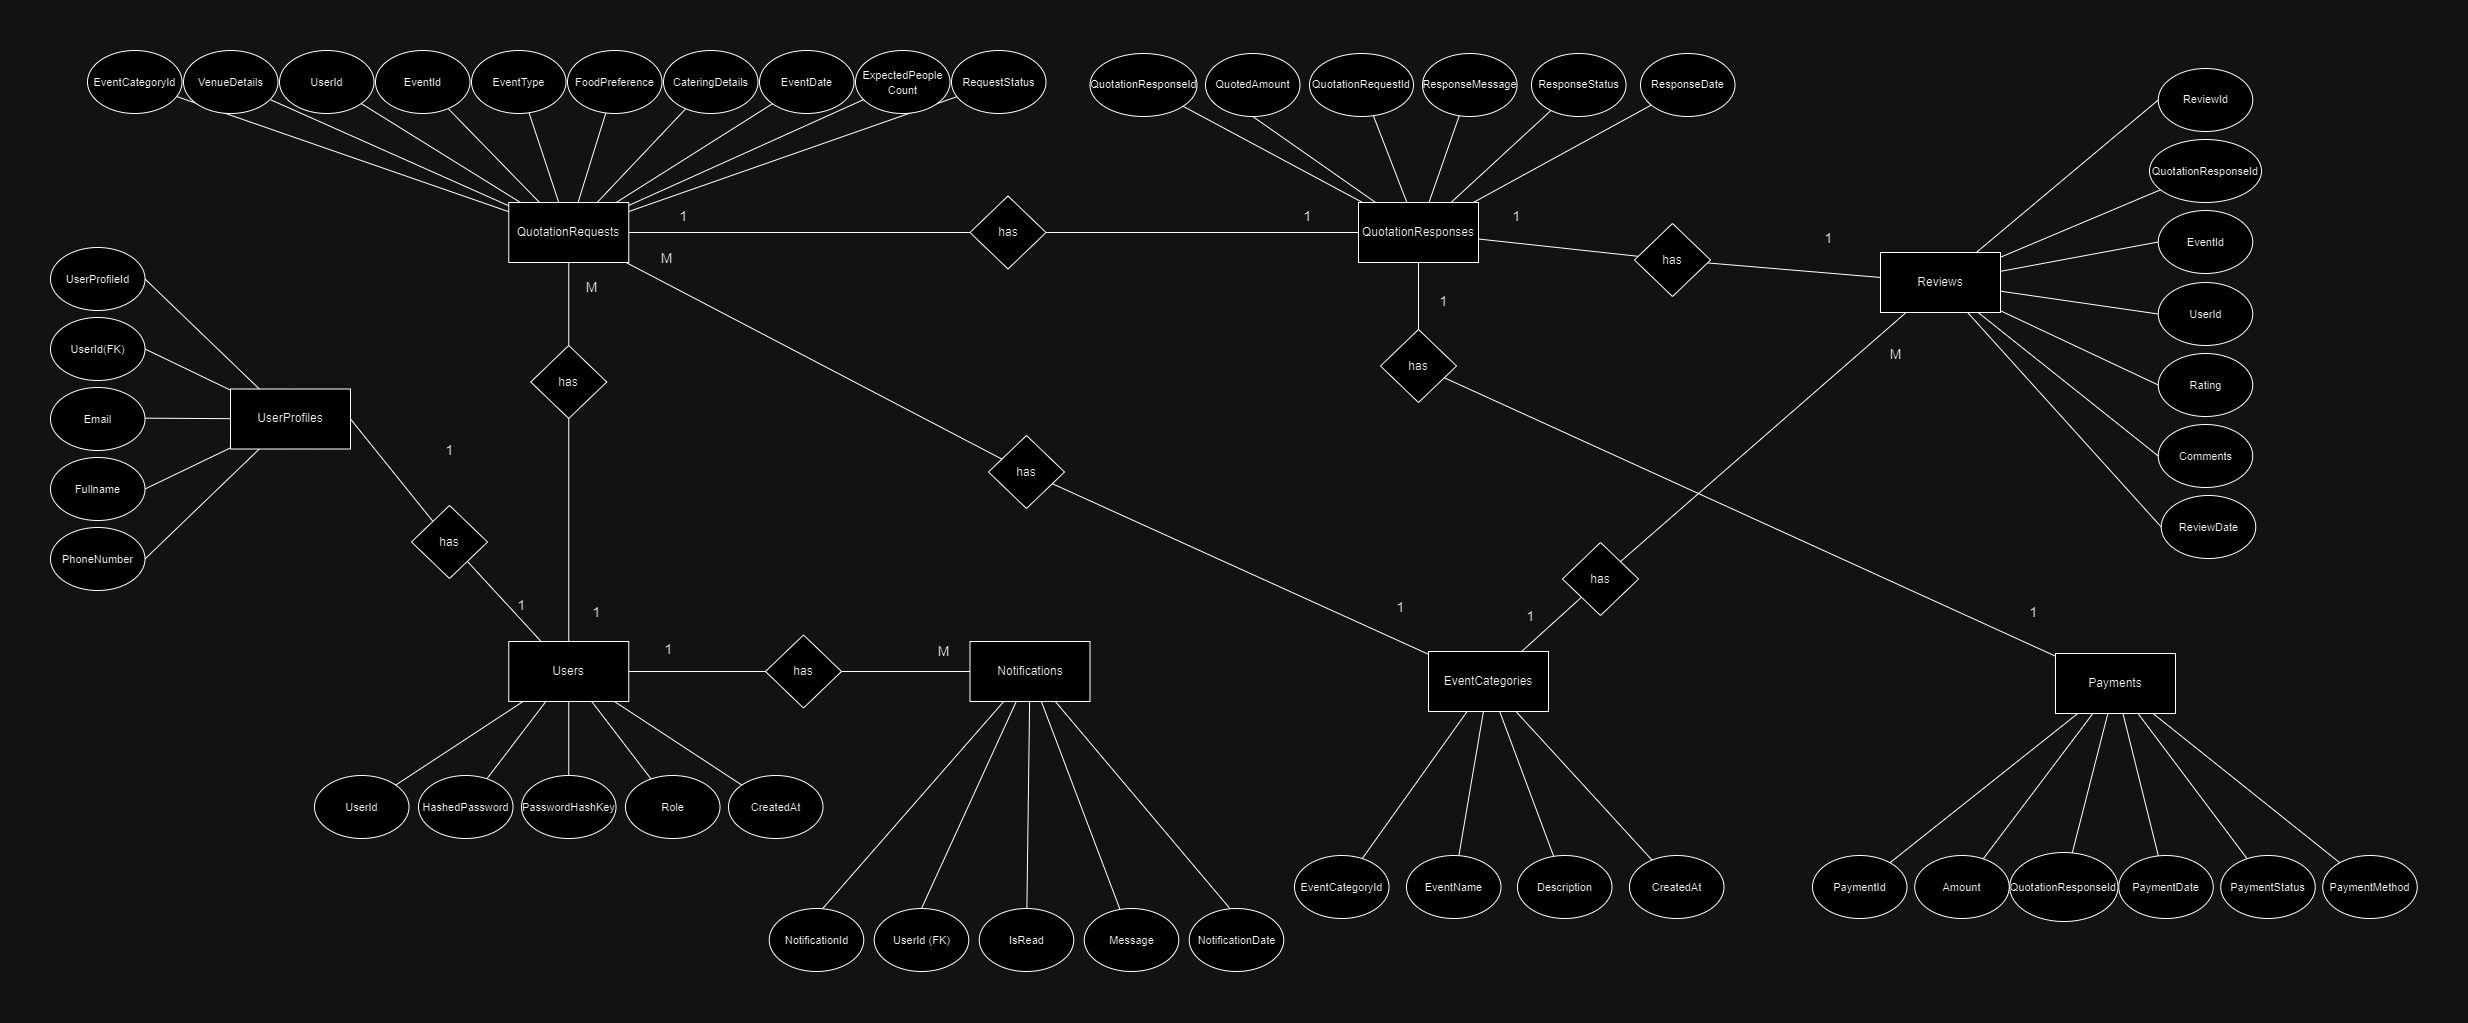 EventCategoryId
VenueDetails
UserId
EventId
EventType
FoodPreference
CateringDetails
EventDate
ExpectedPeople
Count
RequestStatus
QuotationResponseId
QuotedAmount
QuotationRequestId
ResponseMessage
ResponseStatus
ResponseDate
ReviewId
QuotationResponseId
EventId
UserId
Rating
Comments
ReviewDate
QuotationRequests
1
has
1
QuotationResponses
1
has
1
Reviews
M
M
1
has
M
has
UserProfileId
UserId(FK)
Email
Fullname
PhoneNumber
UserProfiles
1
has
1
1
has
1
has
1
1
Users
1
has
M
Notifications
EventCategories
Payments
UserId
HashedPassword
PasswordHashKey
Role
CreatedAt
NotificationId
UserId (FK)
IsRead
Message
NotificationDate
EventCategoryId
EventName
Description
CreatedAt
PaymentId
Amount
QuotationResponseId
PaymentDate
PaymentStatus
PaymentMethod